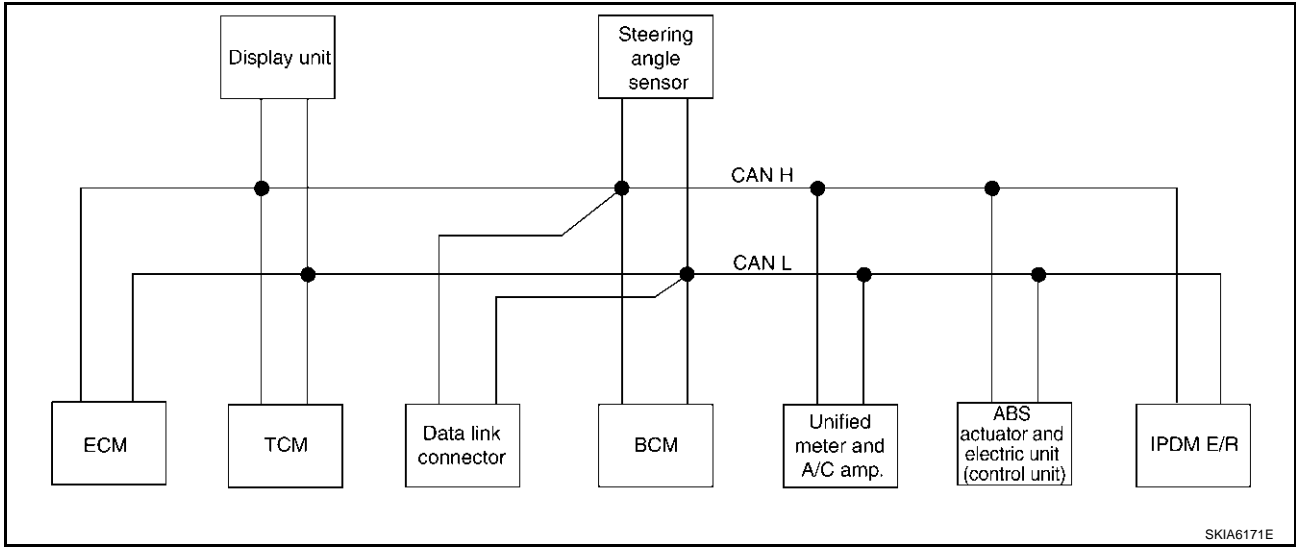 Display unit
Steering
angle
sensor
CAN H
CAN L
ECM
TCM
Data link
connector
BCM
Unified
meter and
A/C amp.
ABS
actuator and
electric unit
(control unit)
IPDM E/R
SKIA6171E